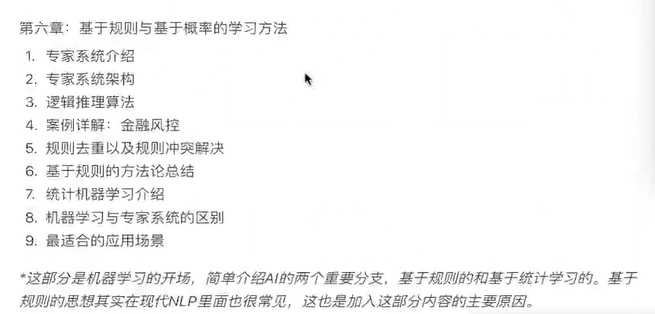 第六章：基于规则与基于概率的学习方法
1. 专家系统介绍
2. 专家系统架构
3. 逻辑推理算法
4. 案例详解：金融风控
5. 规则去重以及规则冲突解决
6. 基于规则的方法论总结
7. 统计机器学习介绍
8. 机器学习与专家系统的区别
9. 最适合的应用场景
*这部分是机器学习的开场，简单介绍AI的两个重要分支，基于规则的和基于统计学习的。基于
规则的思想其实在现代NLP里面也很常见，这也是加入这部分内容的主要原因。